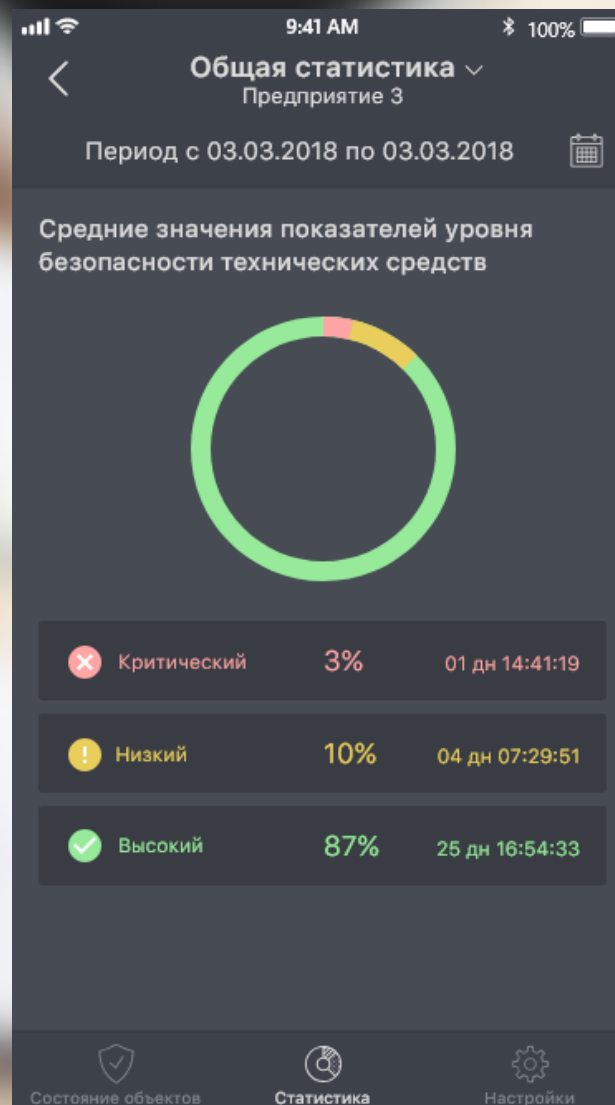 9:41 AM
100%
Общая статистика
Предприятие 3
Период с 03.03.2018 по 03.03.2018
Средние значения показателей уровня
безопасности технических средств
Критический 3% 01 дн 14:41:19
Низкий 10% 04 дн 07:29:51
Высокий 87% 25 дн 16:54:33
Состояние объектов Статистика Настройки